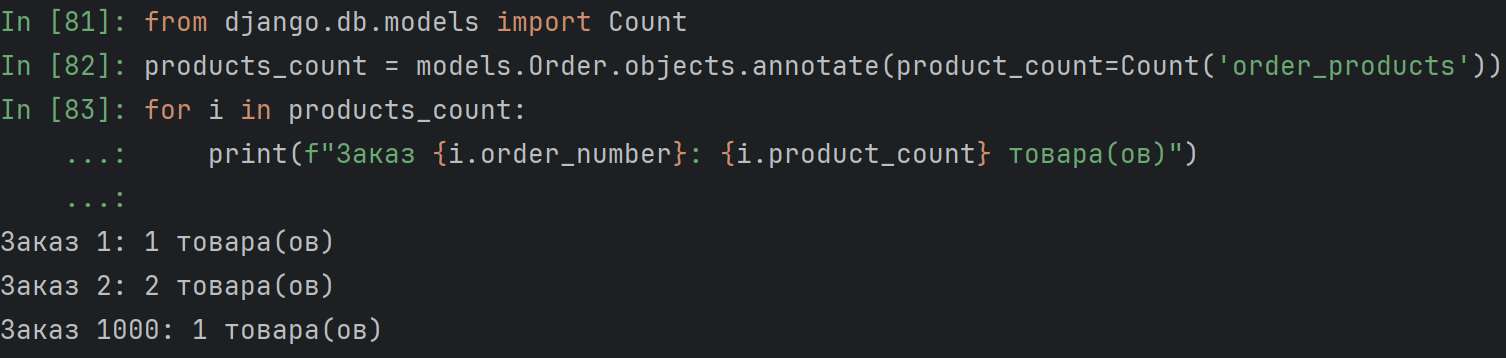 In [81]: from django.db.models import Count
In [82]: products_count = models.Order.objects.annotate(product_count=Count('order_products'))
In [83]: for i in products_count:
    ...:     print(f"Заказ {i.order_number}: {i.product_count} товара(ов)")
    ...:
Заказ 1: 1 товара(ов)
Заказ 2: 2 товара(ов)
Заказ 1000: 1 товара(ов)